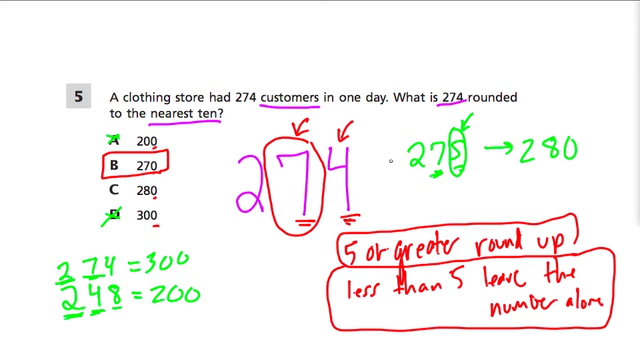 5 A clothing store had 274 customers in one day. What is 274 rounded
to the nearest ten?
A 200
B 270
C 280
D 300
274
275 → 280
274 = 300
248 = 200
5 or greater round up,
less than 5 leave the
number alone